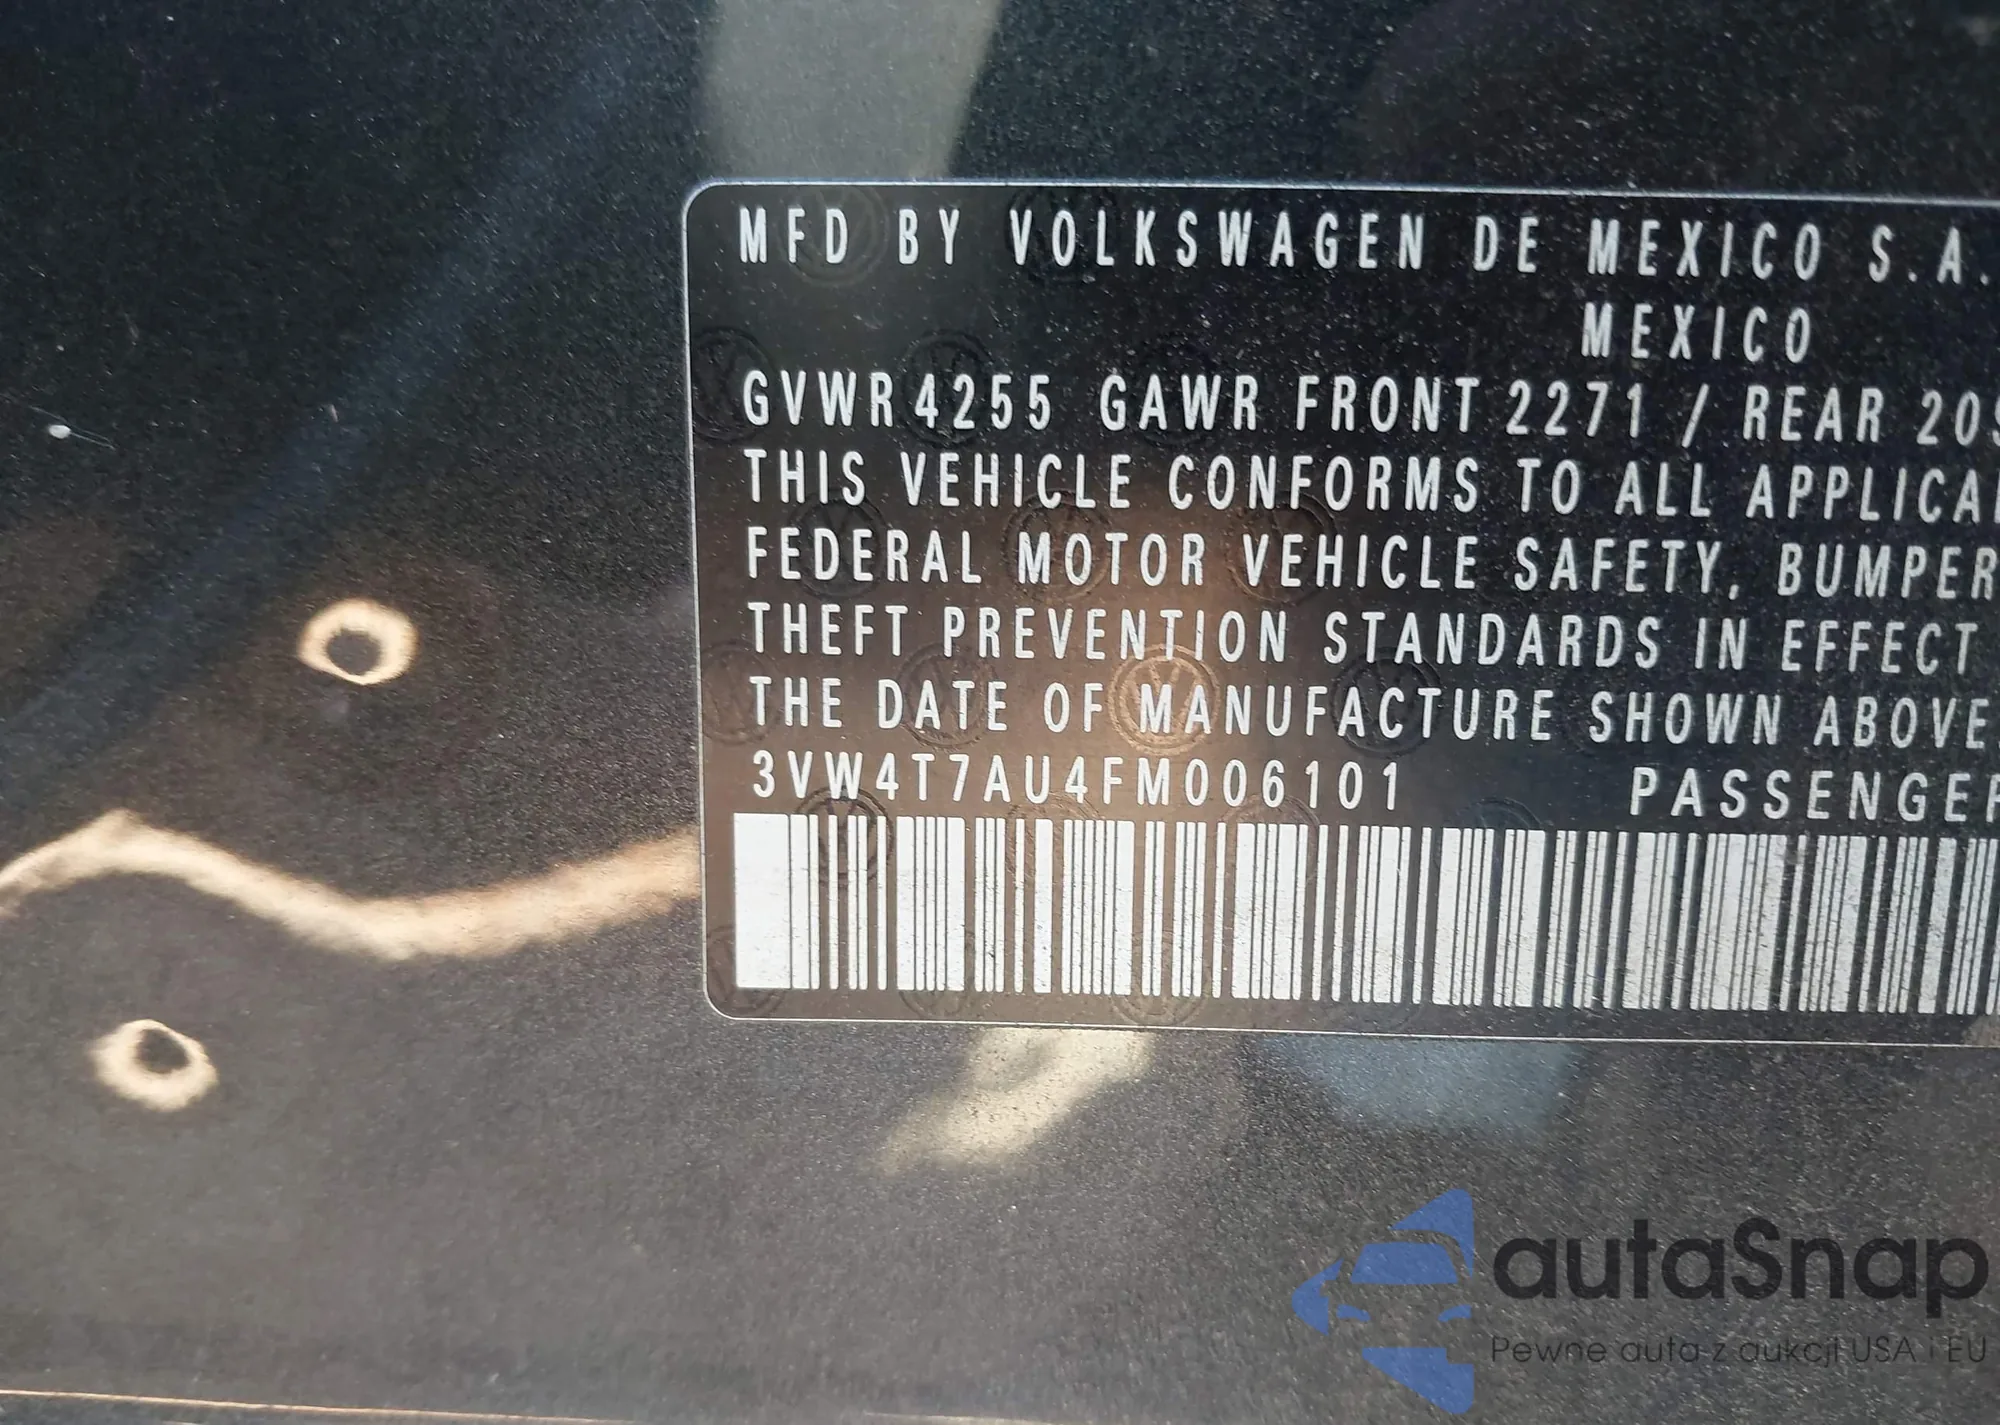 MFD BY VOLKSWAGEN DE MEXICO S.A.
MEXICO
GVWR 4255 GAWR FRONT 2271 / REAR
THIS VEHICLE CONFORMS TO ALL
FEDERAL MOTOR VEHICLE SAFETY, BUMPER
THEFT PREVENTION STANDARDS IN EFFECT
THE DATE OF MANUFACTURE SHOWN ABOVE.
3VW4T7AU4FM006101 PASSENGER
autaSnap
Pewne auta z aukcji USA i EU